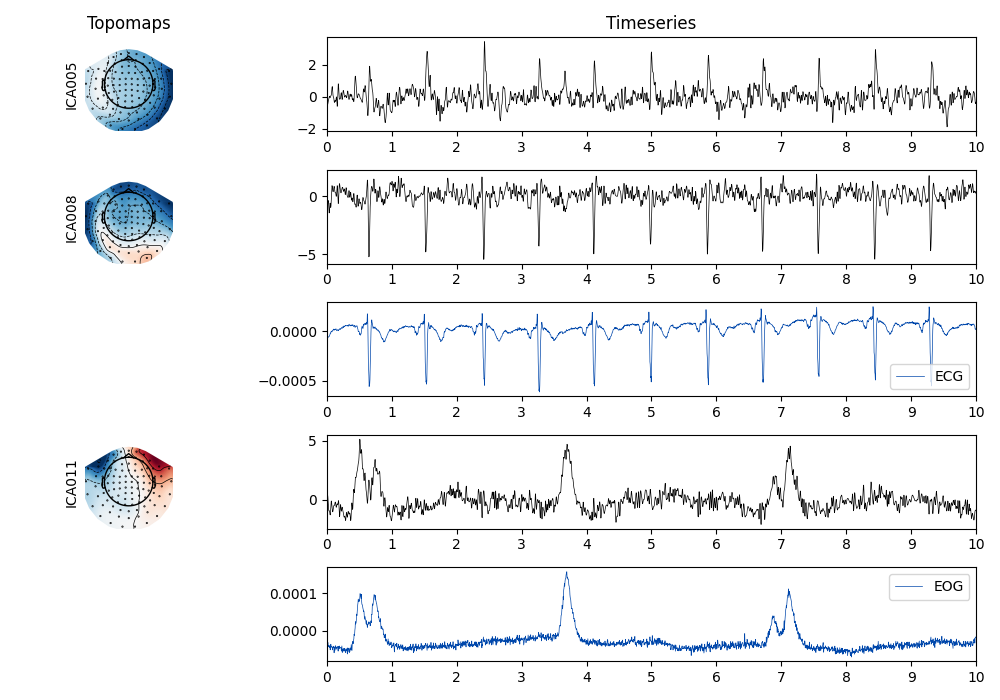 Topomaps
Timeseries
ICA005
2
0
−2
0 1 2 3 4 5 6 7 8 9 10
ICA008
0
−5
0 1 2 3 4 5 6 7 8 9 10
0.0000
−0.0005
ECG
0 1 2 3 4 5 6 7 8 9 10
ICA011
5
0
0 1 2 3 4 5 6 7 8 9 10
0.0001
0.0000
EOG
0 1 2 3 4 5 6 7 8 9 10